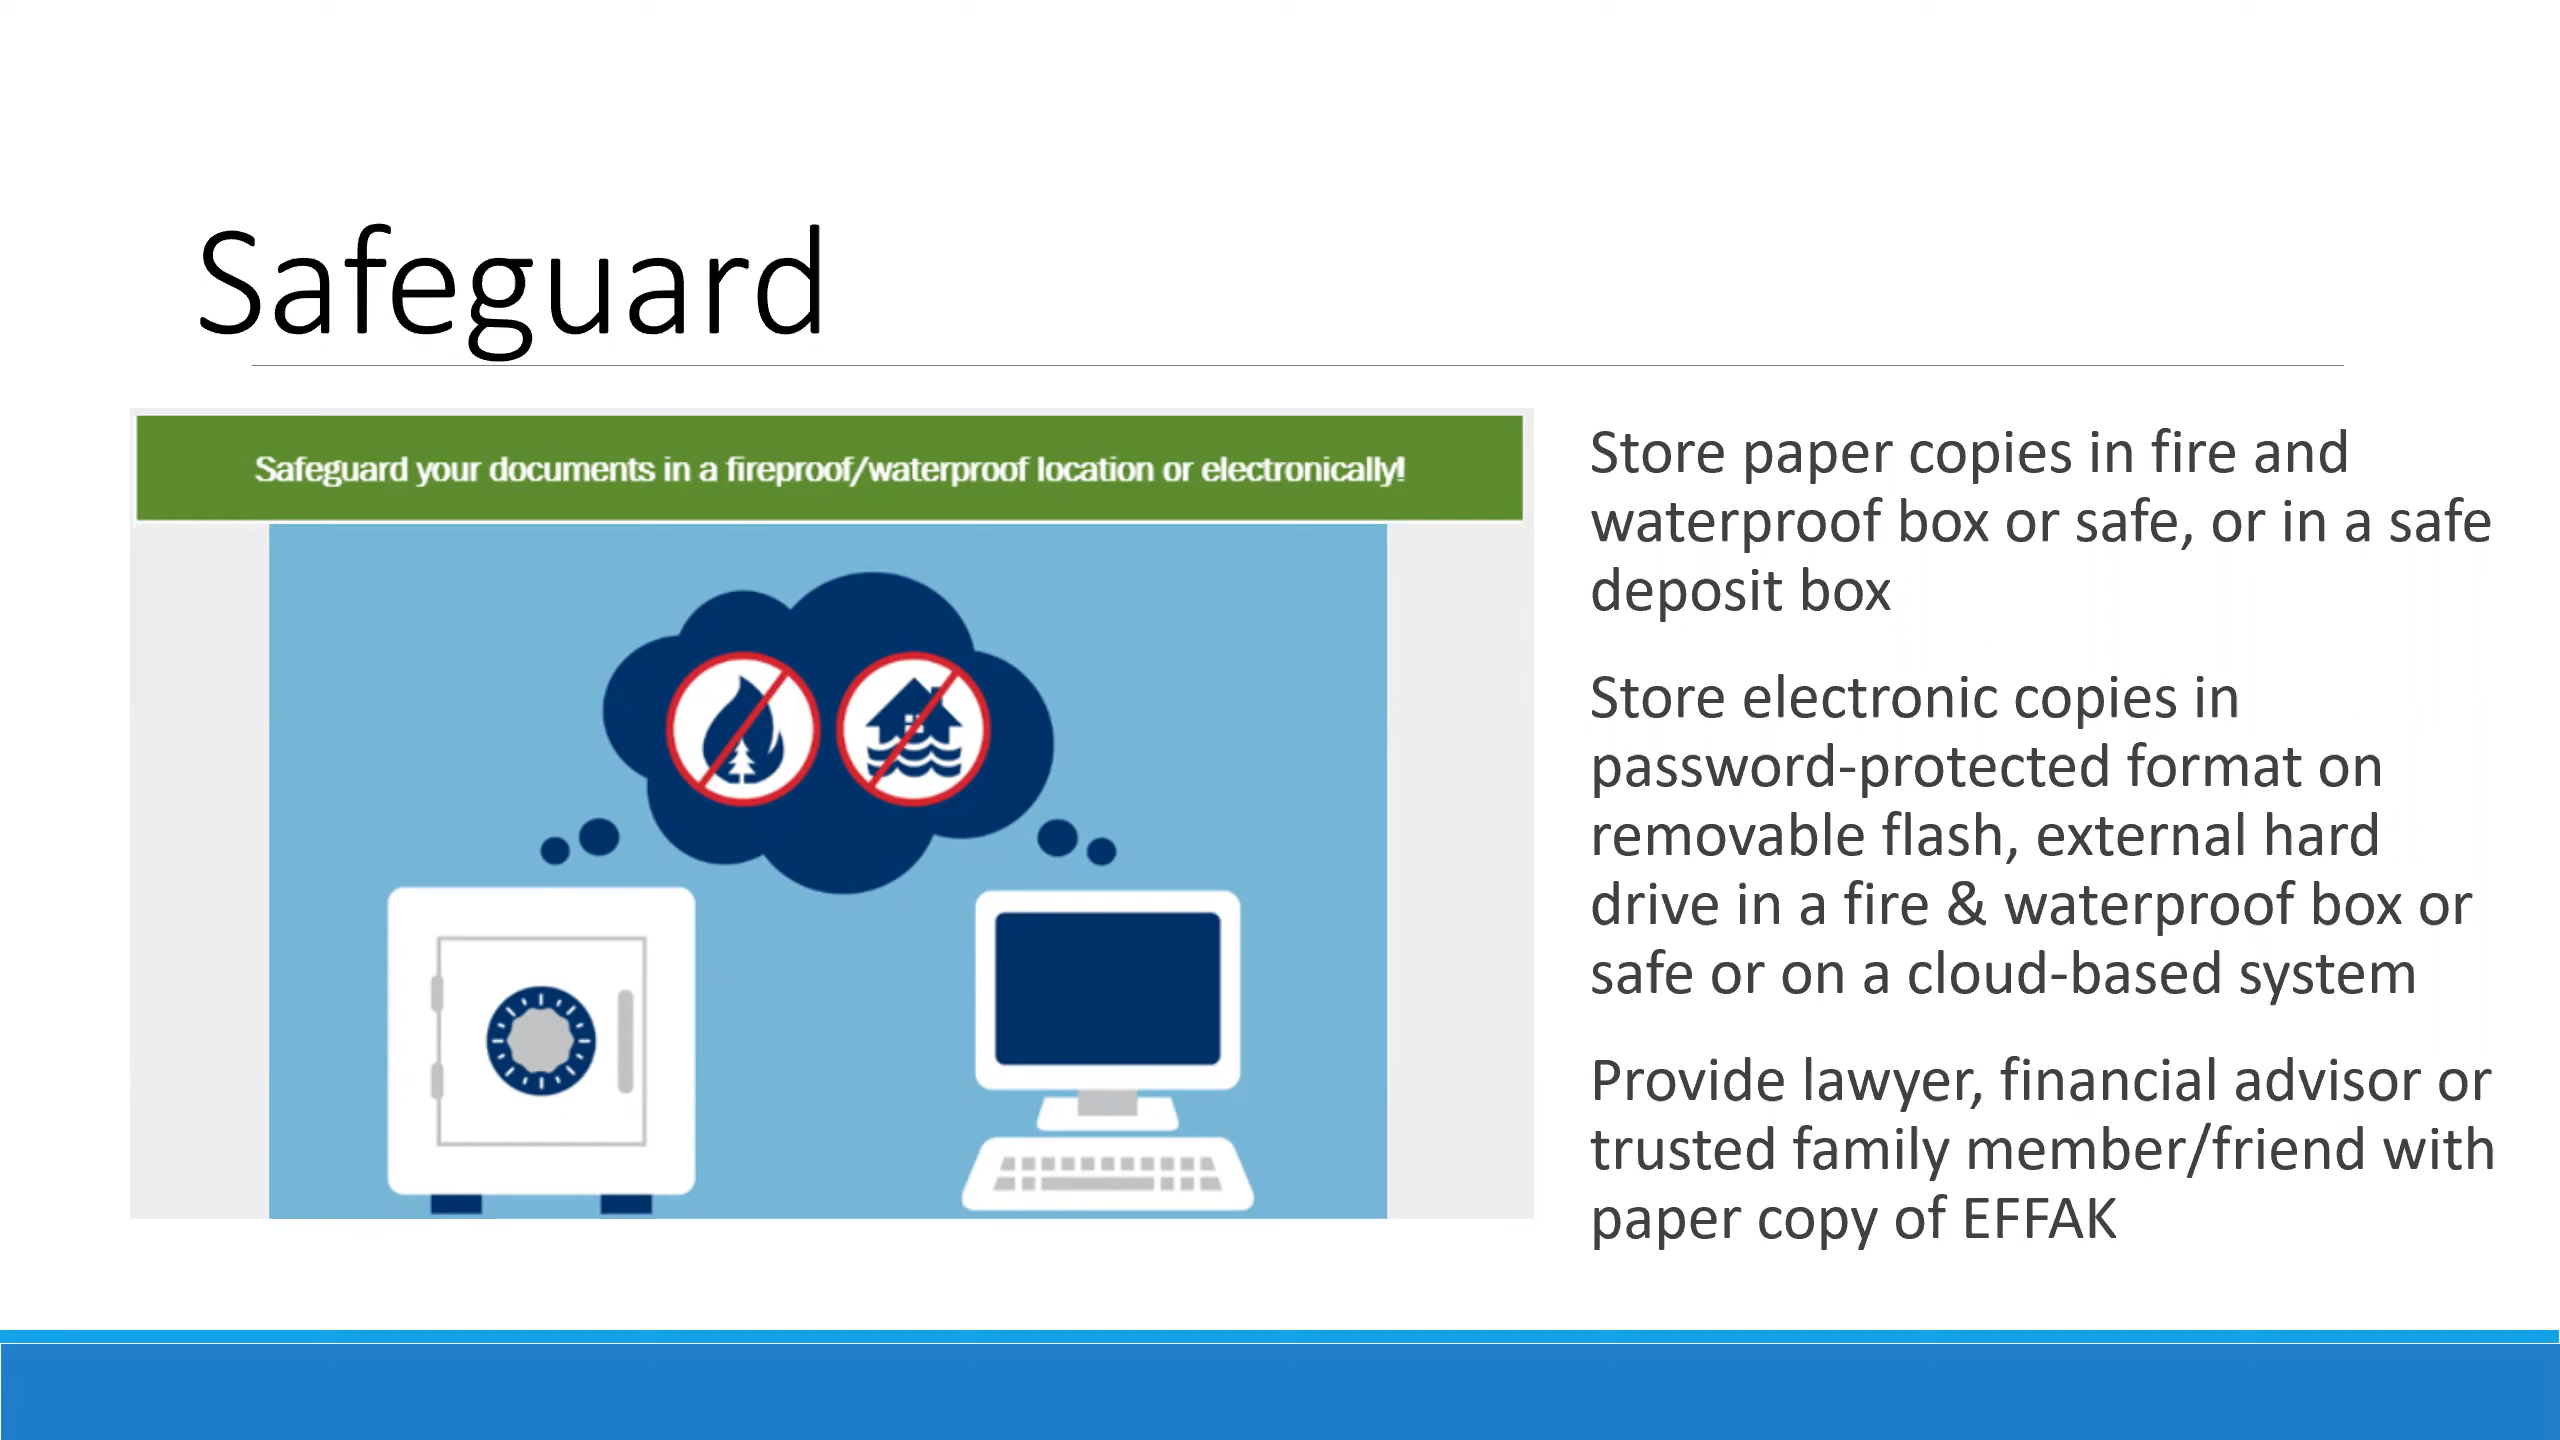 Safeguard
Safeguard your documents in a fireproof/waterproof location or electronically!
Store paper copies in fire and
waterproof box or safe, or in a safe
deposit box
Store electronic copies in
password-protected format on
removable flash, external hard
drive in a fire & waterproof box or
safe or on a cloud-based system
Provide lawyer, financial advisor or
trusted family member/friend with
paper copy of EFFAK